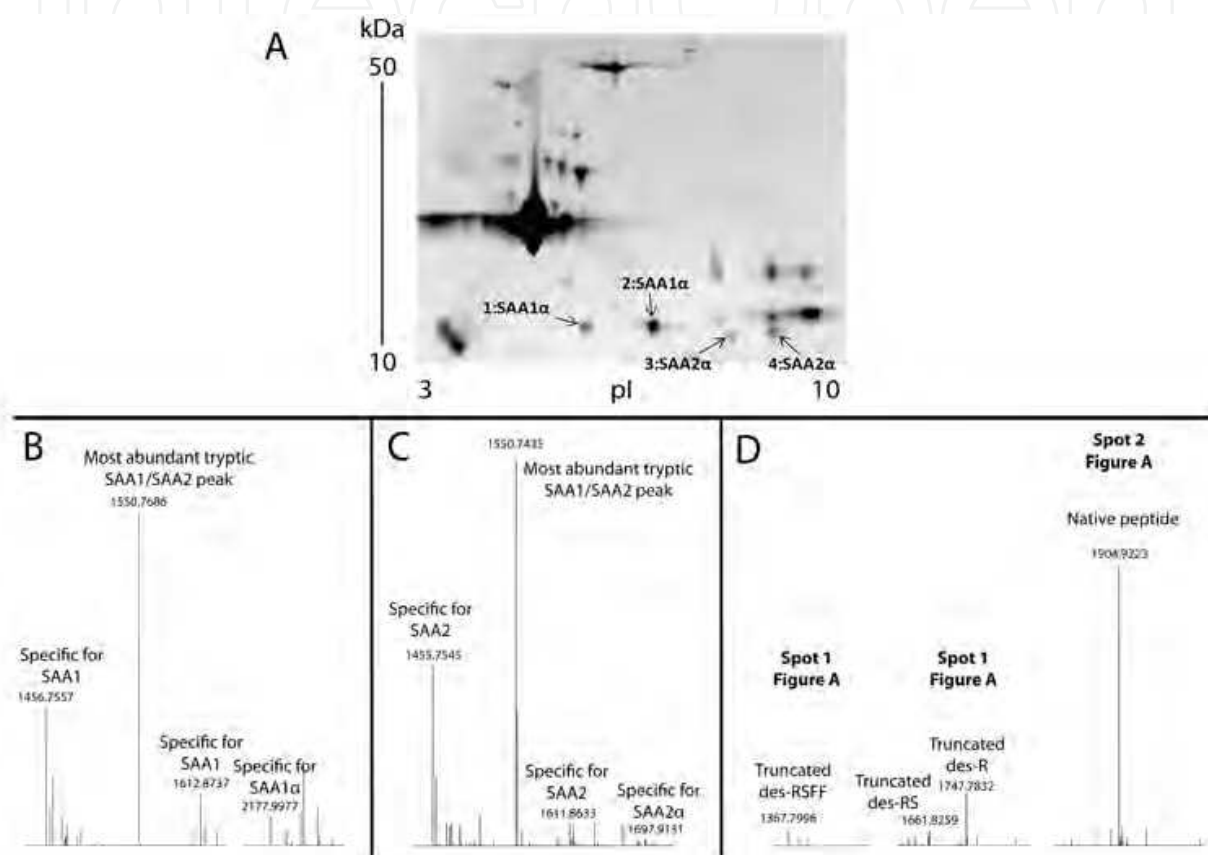 A
kDa
50
10
3
pI
10
1:SAA1α
2:SAA1α
3:SAA2α
4:SAA2α
B
Most abundant tryptic
SAA1/SAA2 peak
1550.7686
Specific for
SAA1
1456.7557
Specific for
SAA1
1612.8737
Specific for
SAA1α
2177.9977
C
1550.7435
Most abundant tryptic
SAA1/SAA2 peak
Specific for
SAA2
1455.7545
Specific for
SAA2
1611.8633
Specific for
SAA2α
1697.9131
D
Spot 2
Figure A
Native peptide
1904.9223
Spot 1
Figure A
Spot 1
Figure A
Truncated
des-RSFF
1367.7996
Truncated
des-RS
1661.8259
Truncated
des-R
1747.7832